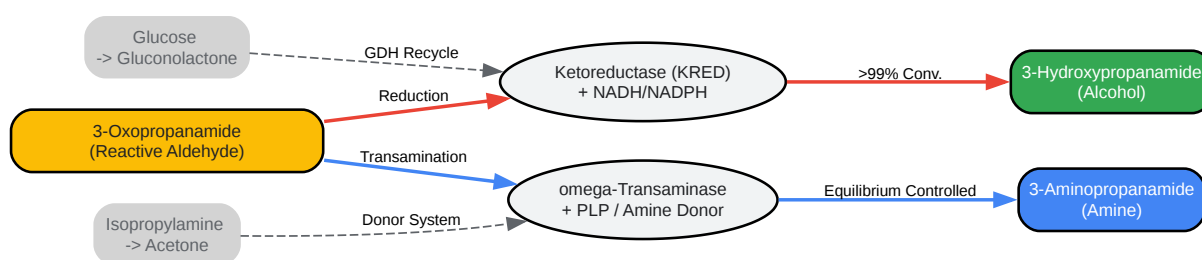 Glucose
-> Gluconolactone
GDH Recycle
Ketoreductase (KRED)
+ NADH/NADPH
>99% Conv.
3-Hydroxypropanamide
(Alcohol)
Reduction
3-Oxopropanamide
(Reactive Aldehyde)
Transamination
omega-Transaminase
+ PLP / Amine Donor
Equilibrium Controlled
3-Aminopropanamide
(Amine)
Isopropylamine
-> Acetone
Donor System